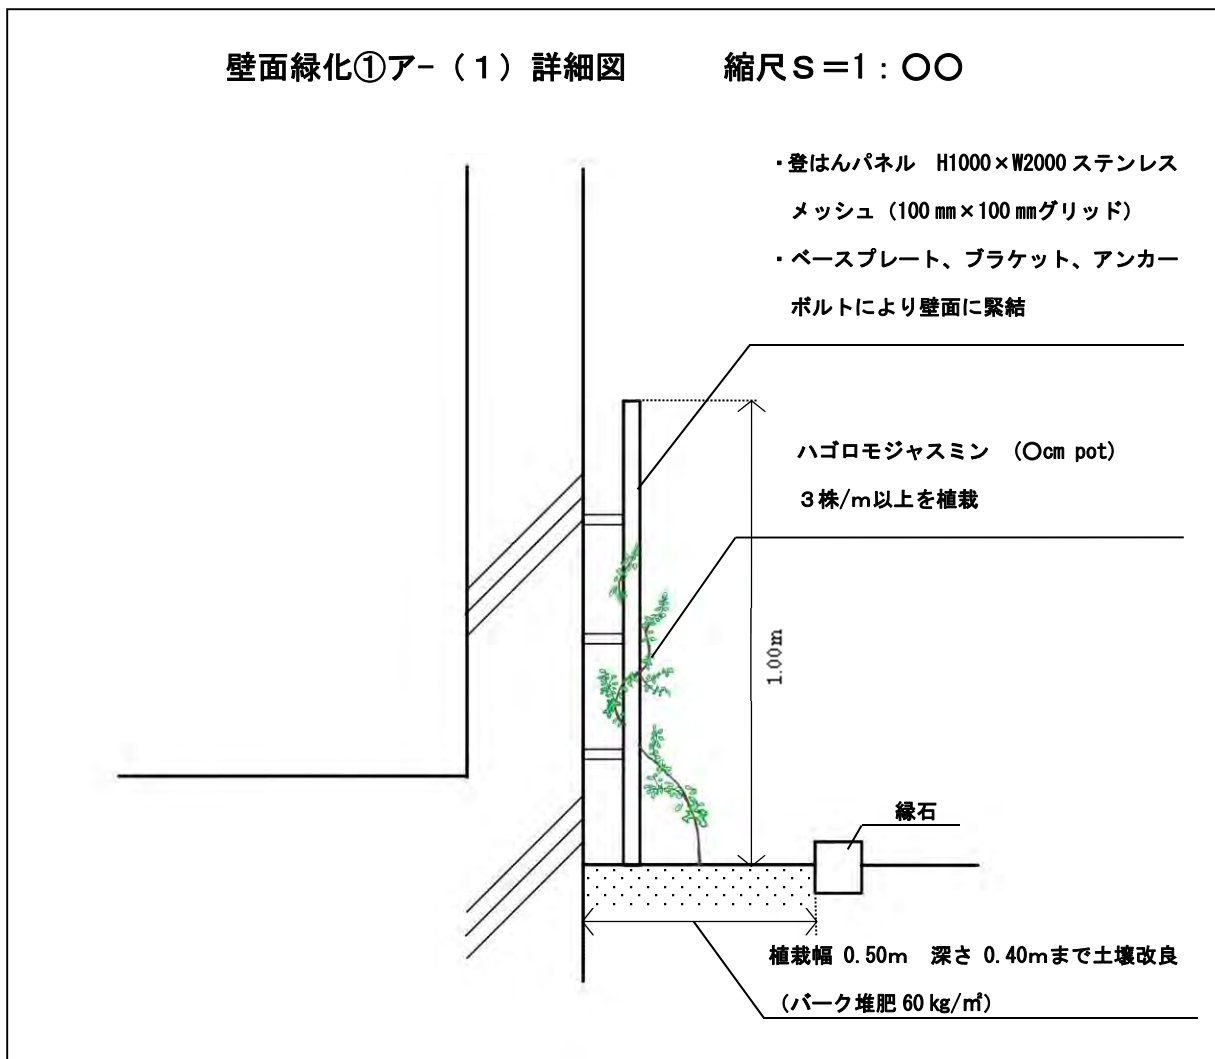 壁面緑化①ア-（１）詳細図　縮尺Ｓ＝1：〇〇
・登はんパネル　H1000×W2000 ステンレス
メッシュ（100 ㎜×100 ㎜グリッド）
・ベースプレート、ブラケット、アンカー
ボルトにより壁面に緊結
ハゴロモジャスミン　（〇cm pot）
３株/ｍ以上を植栽
1.00m
縁石
植栽幅 0.50ｍ　深さ 0.40ｍまで土壌改良
（バーク堆肥 60 kg/㎡）